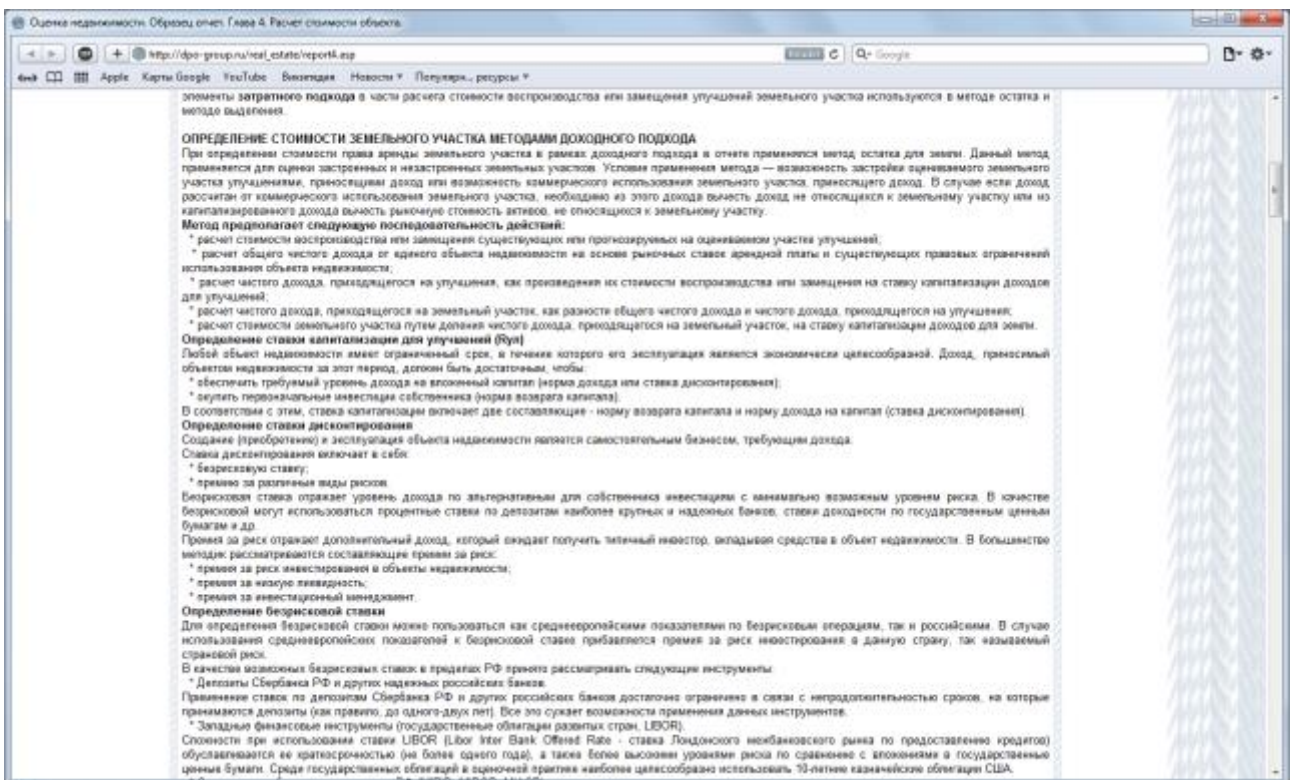 Оценка недвижимости. Образец отчет. Глава 4. Расчет стоимости объекта.
http://dpo-group.ru/real_estate/report4.asp
Google
Apple Карты Google YouTube Википедия Новости Популярн... ресурсы
элементы затратного подхода в части расчета стоимости воспроизводства или замещения улучшений земельного участка используются в методе остатка и
методе выделения.
ОПРЕДЕЛЕНИЕ СТОИМОСТИ ЗЕМЕЛЬНОГО УЧАСТКА МЕТОДАМИ ДОХОДНОГО ПОДХОДА
При определении стоимости права аренды земельного участка в рамках доходного подхода в отчете применялся метод остатка для земли. Данный метод
применяется для оценки застроенных и незастроенных земельных участков. Условие применения метода — возможность застройки оцениваемого земельного
участка улучшениями, приносящими доход или возможность коммерческого использования земельного участка, приносящего доход. В случае если доход
рассчитан от коммерческого использования земельного участка, необходимо из этого дохода вычесть доход не относящихся к земельному участку или из
капитализированного дохода вычесть рыночную стоимость активов, не относящихся к земельному участку.
Метод предполагает следующую последовательность действий:
* расчет стоимости воспроизводства или замещения существующих или прогнозируемых на оцениваемом участке улучшений;
* расчет общего чистого дохода от единого объекта недвижимости на основе рыночных ставок арендной платы и существующих правовых ограничений
использования объекта недвижимости;
* расчет чистого дохода, приходящегося на улучшения, как произведения их стоимости воспроизводства или замещения на ставку капитализации доходов
для улучшений;
* расчет чистого дохода, приходящегося на земельный участок, как разности общего чистого дохода и чистого дохода, приходящегося на улучшения;
* расчет стоимости земельного участка путем деления чистого дохода, приходящегося на земельный участок, на ставку капитализации доходов для земли.
Определение ставки капитализации для улучшений (Rул)
Любой объект недвижимости имеет ограниченный срок, в течение которого его эксплуатация является экономически целесообразной. Доход, приносимый
объектом недвижимости за этот период, должен быть достаточным, чтобы:
* обеспечить требуемый уровень дохода на вложенный капитал (норма дохода или ставка дисконтирования);
* окупить первоначальные инвестиции собственника (норма возврата капитала).
В соответствии с этим, ставка капитализации включает две составляющие - норму возврата капитала и норму дохода на капитал (ставка дисконтирования).
Определение ставки дисконтирования
Создание (приобретение) и эксплуатация объекта недвижимости является самостоятельным бизнесом, требующим дохода.
Ставка дисконтирования включает в себя:
* безрисковую ставку;
* премию за различные виды рисков.
Безрисковая ставка отражает уровень дохода по альтернативным для собственника инвестициям с минимально возможным уровнем риска. В качестве
безрисковой могут использоваться процентные ставки по депозитам наиболее крупных и надежных банков, ставки доходности по государственным ценным
бумагам и др.
Премия за риск отражает дополнительный доход, который ожидает получить типичный инвестор, вкладывая средства в объект недвижимости. В большинстве
методик рассматриваются составляющие премии за риск:
* премия за риск инвестирования в объекты недвижимости;
* премия за низкую ликвидность;
* премия за инвестиционный менеджмент.
Определение безрисковой ставки
Для определения безрисковой ставки можно пользоваться как среднеевропейскими показателями по безрисковым операциям, так и российскими. В случае
использования среднеевропейских показателей к безрисковой ставке прибавляется премия за риск инвестирования в данную страну, так называемый
страновой риск.
В качестве возможных безрисковых ставок в пределах РФ принято рассматривать следующие инструменты:
* Депозиты Сбербанка РФ и других надежных российских банков.
Применение ставок по депозитам Сбербанка РФ и других российских банков достаточно ограничено в связи с непродолжительностью сроков, на которые
принимаются депозиты (как правило, до одного-двух лет). Все это сужает возможности применения данных инструментов.
* Западные финансовые инструменты (государственные облигации развитых стран, LIBOR).
Сложности при использовании ставки LIBOR (Libor Inter Bank Offered Rate - ставка Лондонского межбанковского рынка по предоставлению кредитов)
обуславливается ее краткосрочностью (не более одного года), а также более высокими уровнями риска по сравнению с вложениями в государственные
ценные бумаги. Среди государственных облигаций в оценочной практике наиболее целесообразно использовать 10-летние казначейские облигации США.